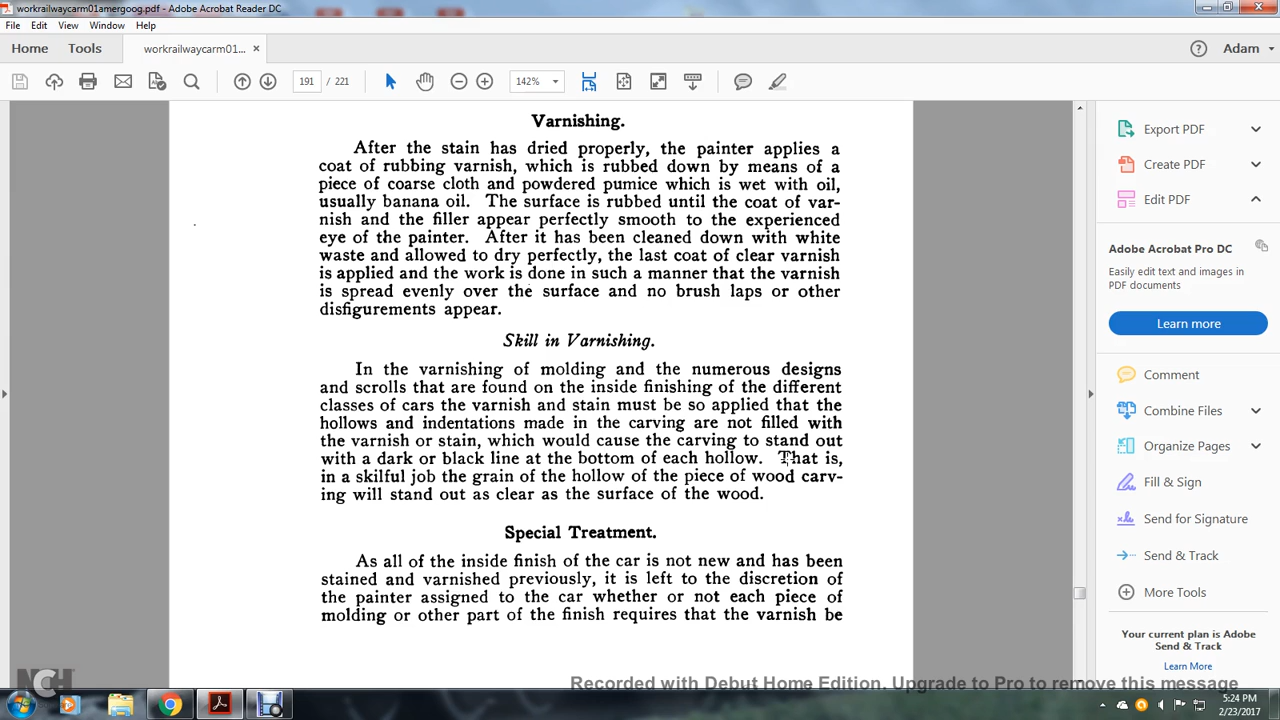 workrailwaycarm01amergoog.pdf - Adobe Acrobat Reader DC
File Edit View Window Help
Home Tools workrailwaycarm01... × Adam
191 / 221 142%
Varnishing.
After the stain has dried properly, the painter applies a
coat of rubbing varnish, which is rubbed down by means of a
piece of coarse cloth and powdered pumice which is wet with oil,
usually banana oil. The surface is rubbed until the coat of var-
nish and the filler appear perfectly smooth to the experienced
eye of the painter. After it has been cleaned down with white
waste and allowed to dry perfectly, the last coat of clear varnish
is applied and the work is done in such a manner that the varnish
is spread evenly over the surface and no brush laps or other
disfigurements appear.
Skill in Varnishing.
In the varnishing of molding and the numerous designs
and scrolls that are found on the inside finishing of the different
classes of cars the varnish and stain must be so applied that the
hollows and indentations made in the carving are not filled with
the varnish or stain, which would cause the carving to stand out
with a dark or black line at the bottom of each hollow. That is,
in a skilful job the grain of the hollow of the piece of wood carv-
ing will stand out as clear as the surface of the wood.
Special Treatment.
As all of the inside finish of the car is not new and has been
stained and varnished previously, it is left to the discretion of
the painter assigned to the car whether or not each piece of
molding or other part of the finish requires that the varnish be
Export PDF
Create PDF
Edit PDF
Adobe Acrobat Pro DC
Easily edit text and images in
PDF documents
Learn more
Comment
Combine Files
Organize Pages
Fill & Sign
Send for Signature
Send & Track
More Tools
Your current plan is Adobe
Send & Track
Learn More
NCH
Recorded with Debut Home Edition. Upgrade to Pro to remove this message
5:24 PM
2/23/2017